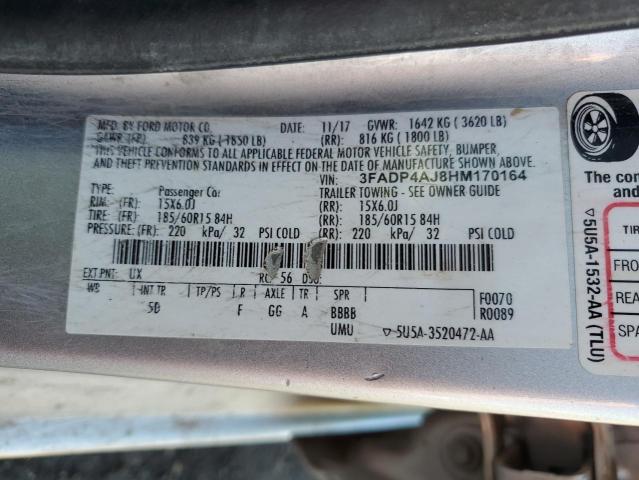 MFD. BY FORD MOTOR CO. DATE: 11/17 GVWR: 1642 KG ( 3620 LB)
GAWR (FR): 839 KG ( 1850 LB) (RR): 816 KG ( 1800 LB)
THIS VEHICLE CONFORMS TO ALL APPLICABLE FEDERAL MOTOR VEHICLE SAFETY, BUMPER,
AND THEFT PREVENTION STANDARDS IN EFFECT ON THE DATE OF MANUFACTURE SHOWN ABOVE.
VIN: 3FADP4AJ8HM170164
TYPE: Passenger Car TRAILER TOWING - SEE OWNER GUIDE
RIM: (FR): 15X6.0J (RR): 15X6.0J
TIRE: (FR): 185/60R15 84H (RR): 185/60R15 84H
PRESSURE: (FR): 220 kPa/ 32 PSI COLD (RR): 220 kPa/ 32 PSI COLD
EXT PNT: UX RC: 56 DSO:
WB INT TR TP/PS R AXLE TR SPR F0070
5B F GG A BBBB R0089
UMU 5U5A-3520472-AA
5U5A-1532-AA (TLU)
The con
and
TIR
FRO
REA
SPA